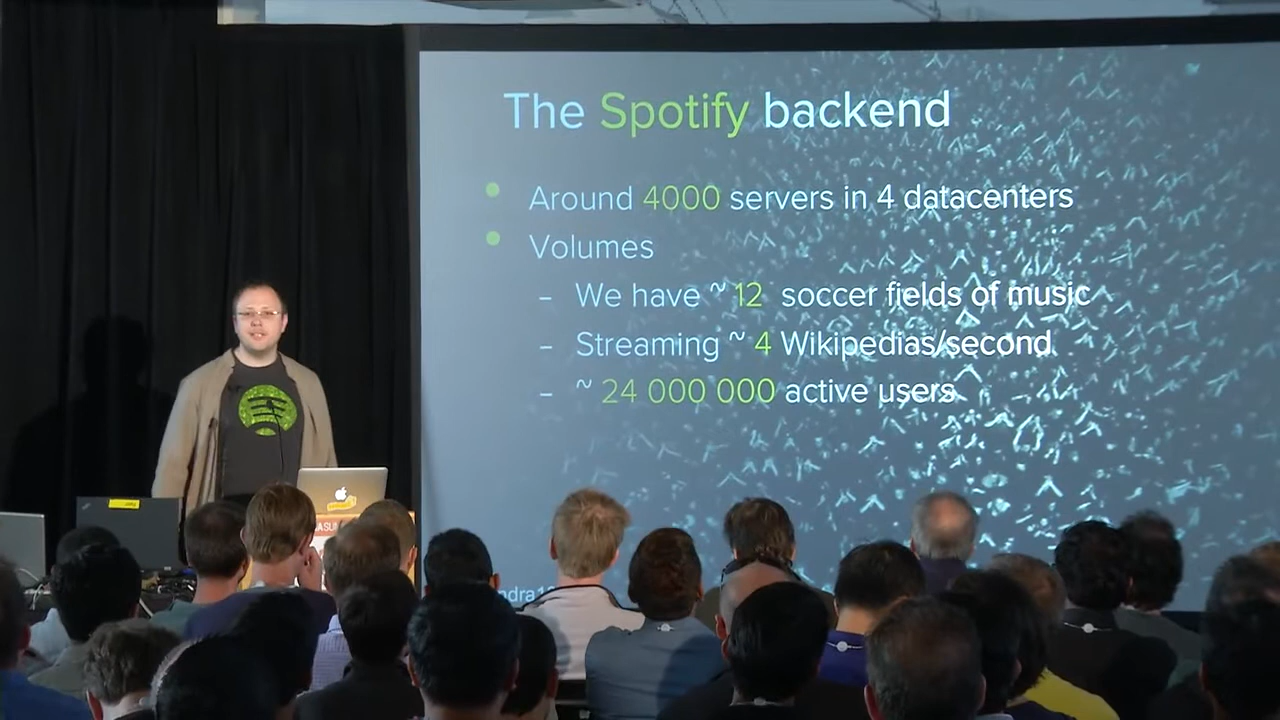 The Spotify backend
Around 4000 servers in 4 datacenters
Volumes
– We have ~ 12 soccer fields of music
– Streaming ~ 4 Wikipedias/second
– ~ 24 000 000 active users